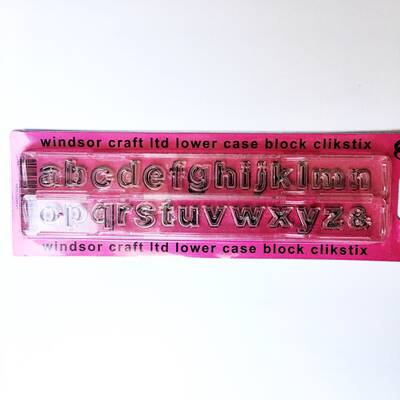 windsor craft ltd lower case block clikstix
abcdefghijklmn
opqrstuvwxyz&
windsor craft ltd lower case block clikstix